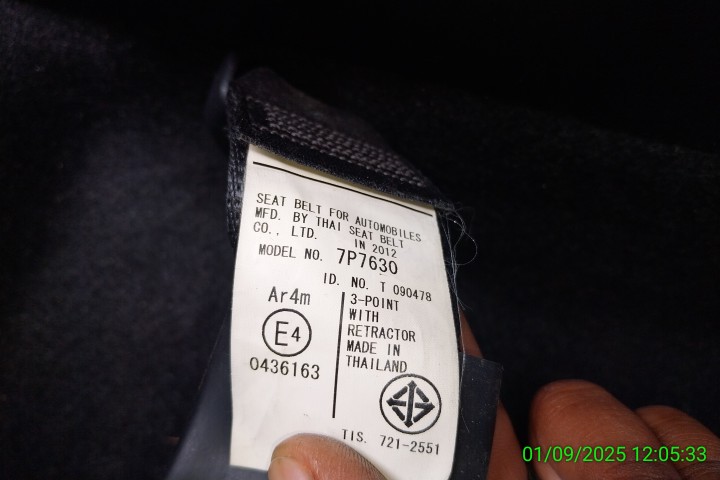 SEAT BELT FOR AUTOMOBILES
MFD. BY THAI SEAT BELT
CO., LTD. IN 2012
MODEL NO. 7P7630
ID. NO. T 090478
Ar4m
E4
0436163
3-POINT
WITH
RETRACTOR
MADE IN
THAILAND
TIS. 721-2551
01/09/2025 12:05:33